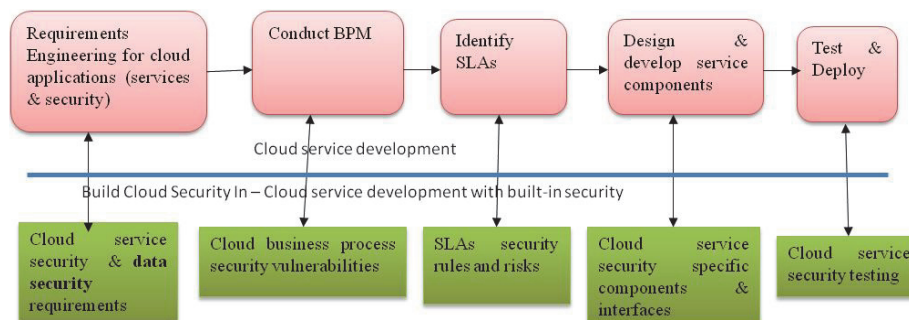 Requirements
Engineering for cloud
applications (services
& security)
Conduct BPM
Identify
SLAs
Design &
develop service
components
Test &
Deploy
Cloud service development
Build Cloud Security In – Cloud service development with built-in security
Cloud service
security & data
security
requirements
Cloud business process
security vulnerabilities
SLAs security
rules and risks
Cloud service
security specific
components &
interfaces
Cloud service
security testing